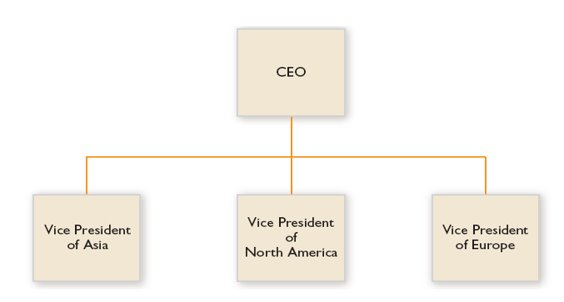 CEO
Vice President
of Asia
Vice President
of
North America
Vice President
of Europe